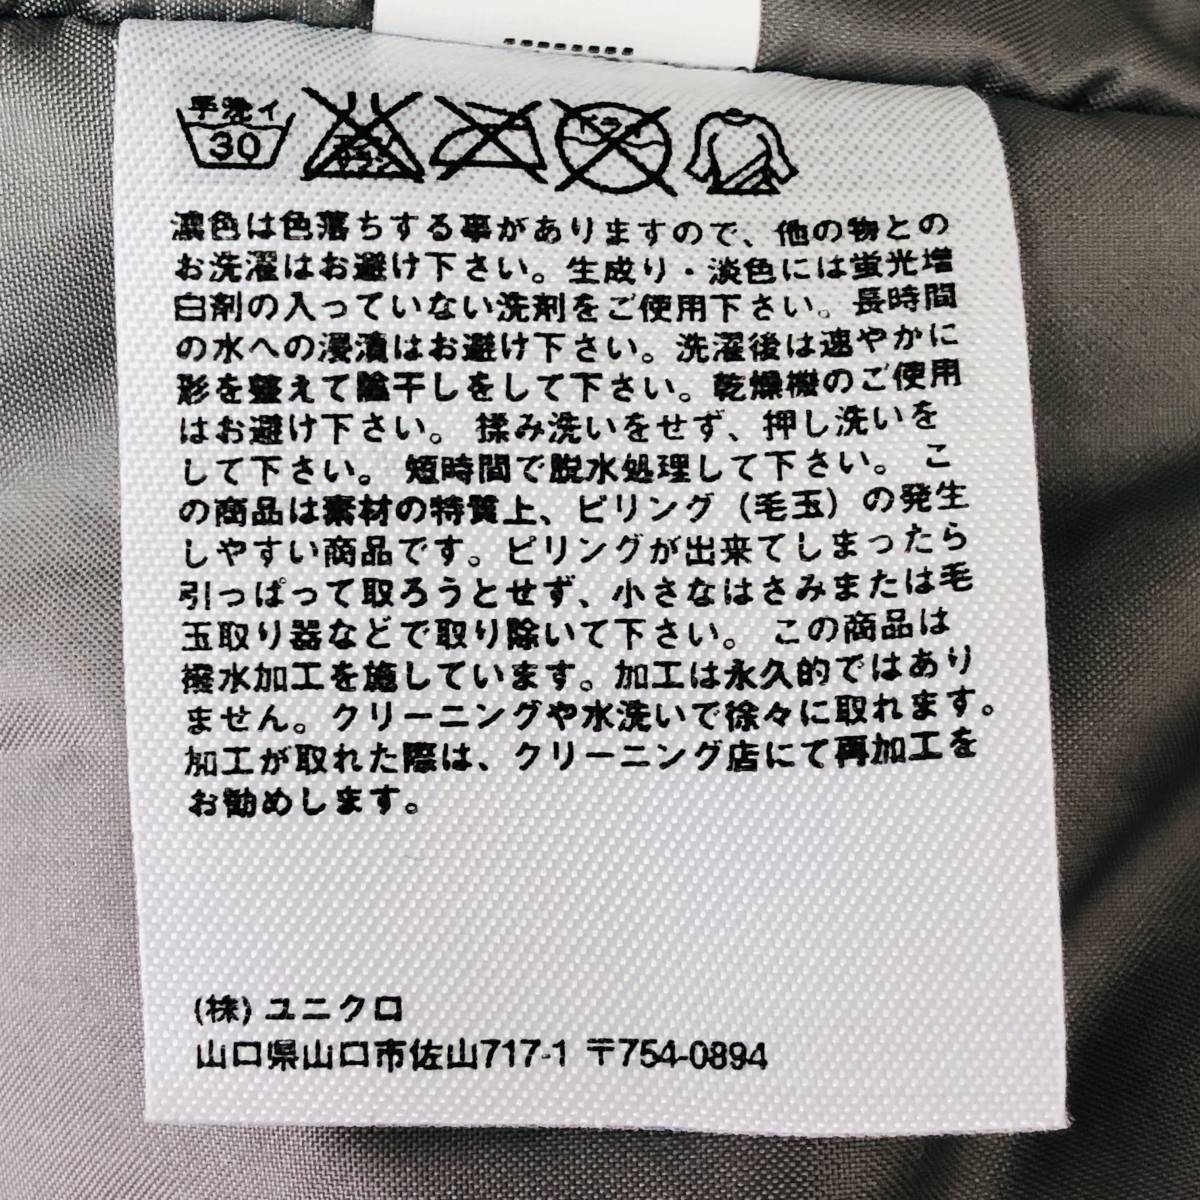 手洗イ
30
エンソ
サラシ
ドライ
濃色は色落ちする事がありますので、他の物との
お洗濯はお避け下さい。生成り・淡色には蛍光増
白剤の入っていない洗剤をご使用下さい。長時間
の水への浸漬はお避け下さい。洗濯後は速やかに
形を整えて陰干しをして下さい。乾燥機のご使用
はお避け下さい。 揉み洗いをせず、押し洗いを
して下さい。 短時間で脱水処理して下さい。 こ
の商品は素材の特質上、ピリング（毛玉）の発生
しやすい商品です。ピリングが出来てしまったら
引っぱって取ろうとせず、小さなはさみまたは毛
玉取り器などで取り除いて下さい。 この商品は
撥水加工を施しています。加工は永久的ではあり
ません。クリーニングや水洗いで徐々に取れます。
加工が取れた際は、クリーニング店にて再加工を
お勧めします。
(株) ユニクロ
山口県山口市佐山717-1 〒754-0894